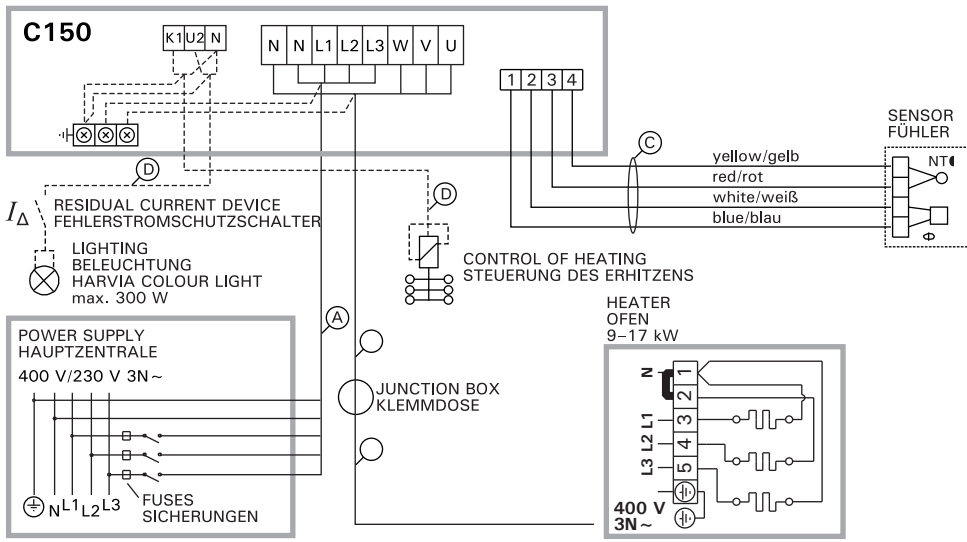 C150
K1 U2 N
N N L1 L2 L3 W V U
1 2 3 4
SENSOR
FÜHLER
NTC
C
yellow/gelb
red/rot
white/weiß
blue/blau
D
D
I∆
RESIDUAL CURRENT DEVICE
FEHLERSTROMSCHUTZSCHALTER
LIGHTING
BELEUCHTUNG
HARVIA COLOUR LIGHT
max. 300 W
CONTROL OF HEATING
STEUERUNG DES ERHITZENS
HEATER
OFEN
9–17 kW
A
POWER SUPPLY
HAUPTZENTRALE
400 V/230 V 3N~
JUNCTION BOX
KLEMMDOSE
N L1 L2 L3
FUSES
SICHERUNGEN
N
1
2
L1 3
L2 4
L3 5
400 V
3N~